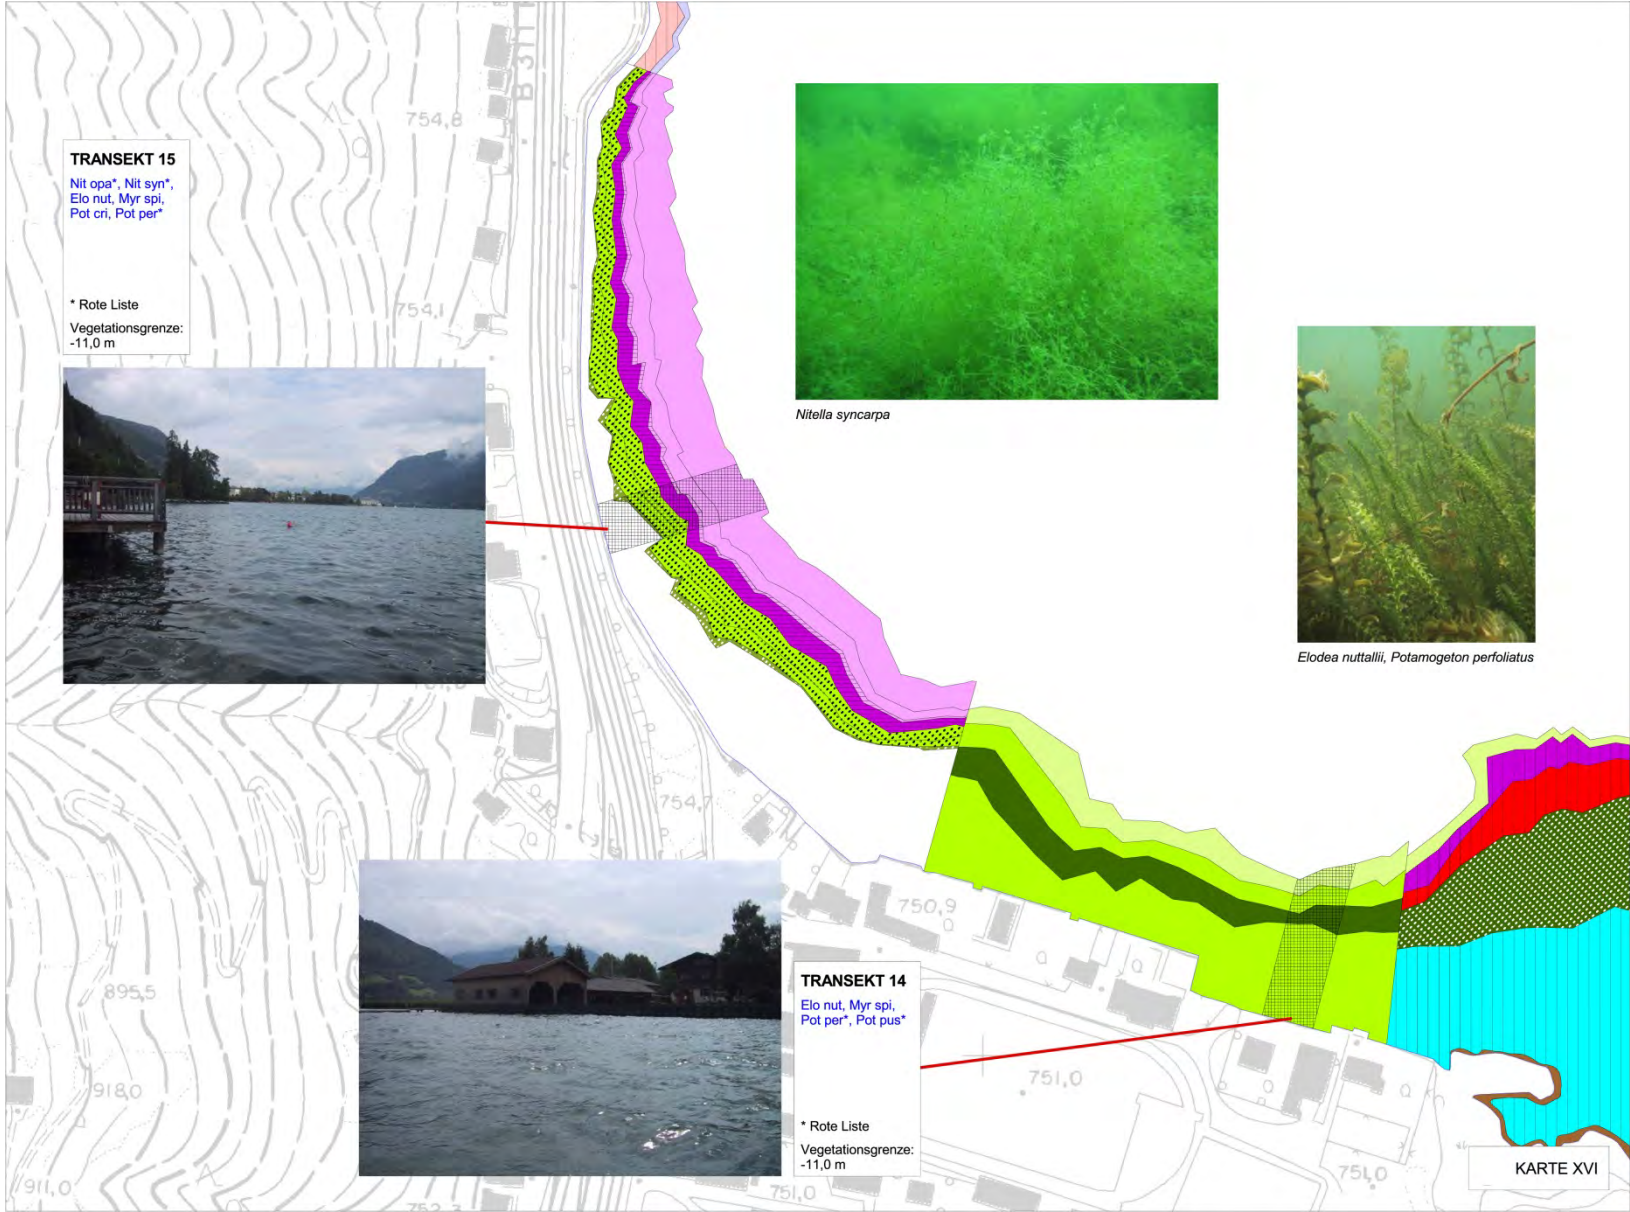 B 311
754,8
TRANSEKT 15
Nit opa*, Nit syn*,
Elo nut, Myr spi,
Pot cri, Pot per*
* Rote Liste
Vegetationsgrenze:
-11,0 m
754,1
Nitella syncarpa
Elodea nuttallii, Potamogeton perfoliatus
754,7
750,9
895,5
TRANSEKT 14
Elo nut, Myr spi,
Pot per*, Pot pus*
* Rote Liste
Vegetationsgrenze:
-11,0 m
918,0
751,0
KARTE XVI
751,0
911,0
751,0